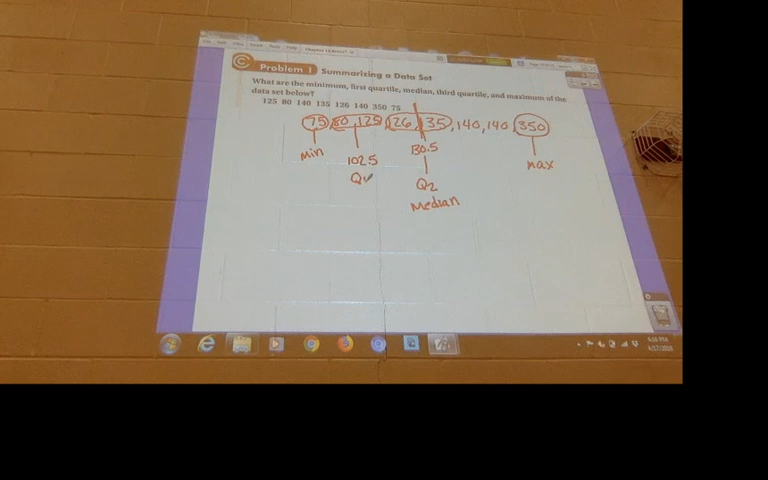 Problem 1 Summarizing a Data Set
What are the minimum, first quartile, median, third quartile, and maximum of the
data set below?
125 80 140 135 126 140 350 75
75, 80, 125, 126, 135, 140, 140, 350
Min 102.5 130.5 max
Q1 Q2
Median